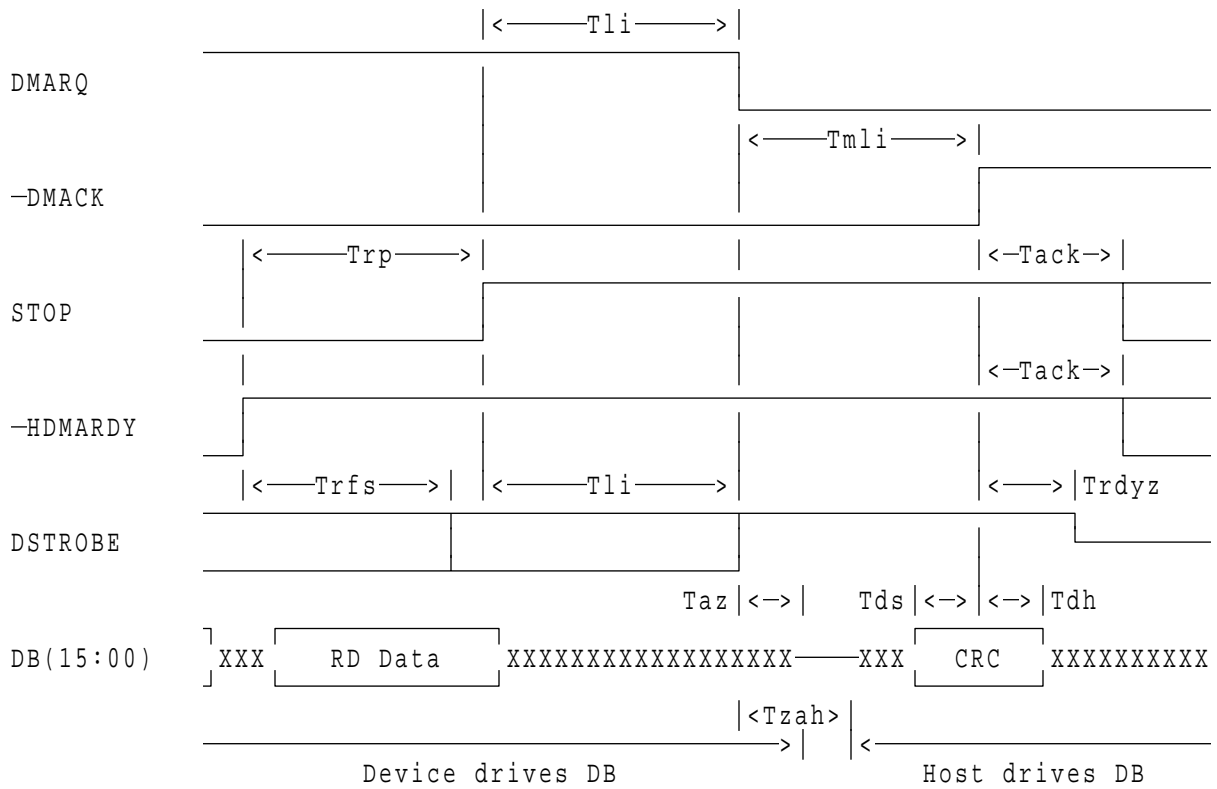 |<——Tli——>|
DMARQ
|<——Tmli——>|
—DMACK
|<——Trp——>| |<—Tack—>|
STOP
|<—Tack—>|
—HDMARDY
|<——Trfs——>| |<——Tli——>| |<——>|Trdyz
DSTROBE
Taz|<—>| Tds|<—>|<—>|Tdh
DB(15:00) XXX RD Data XXXXXXXXXXXXXXXXXX——XXX CRC XXXXXXXXXX
|<Tzah>|
——>| |<——
Device drives DB Host drives DB